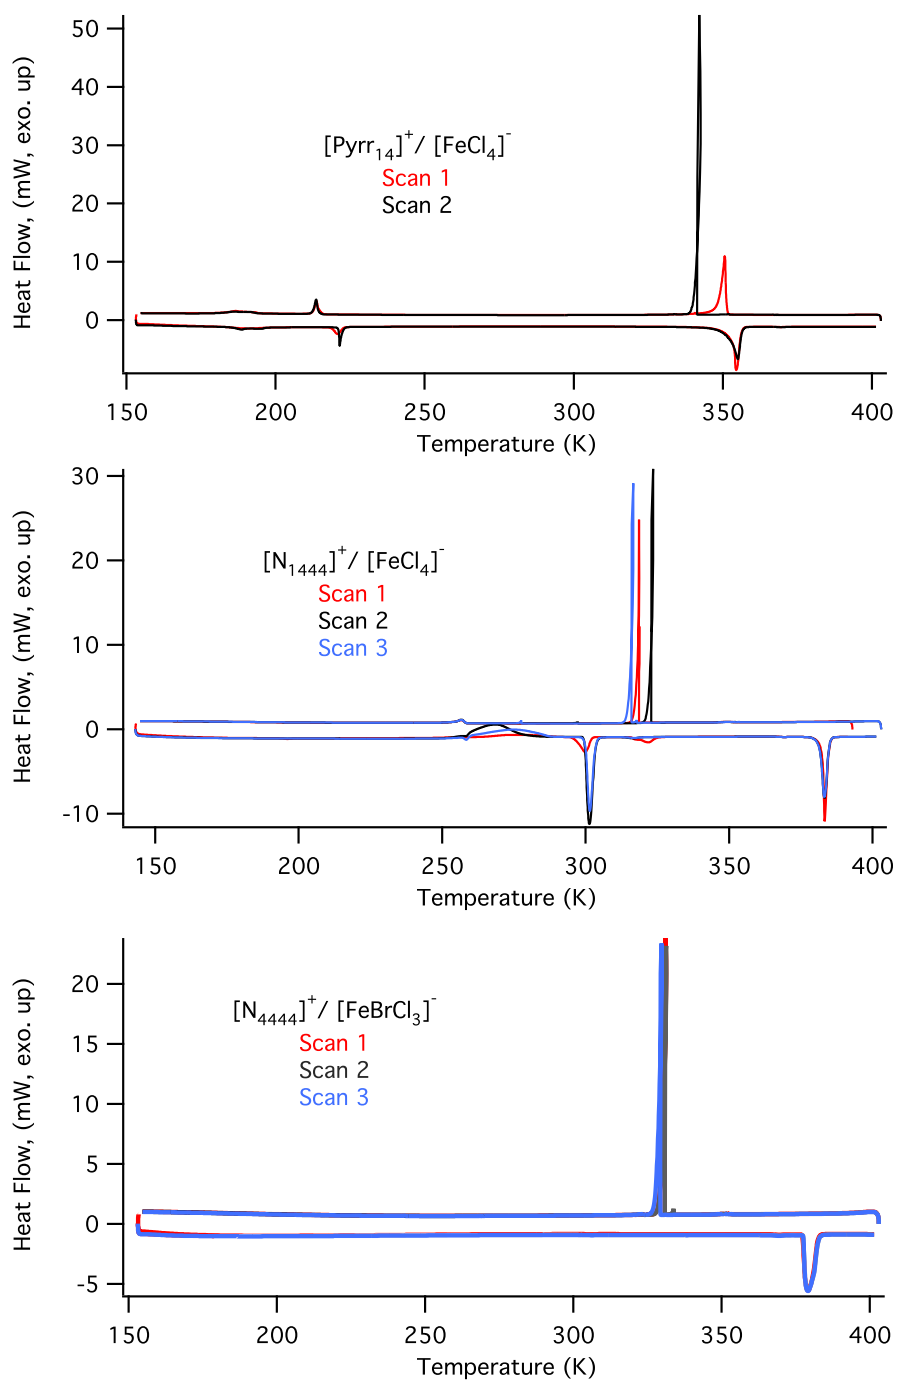 Heat Flow, (mW, exo. up)
50
40
30
20
10
0
[Pyrr₁₄]⁺/ [FeCl₄]⁻
Scan 1
Scan 2
150 200 250 300 350 400
Temperature (K)
Heat Flow, (mW, exo. up)
30
20
10
0
-10
[N₁₄₄₄]⁺/ [FeCl₄]⁻
Scan 1
Scan 2
Scan 3
150 200 250 300 350 400
Temperature (K)
Heat Flow, (mW, exo. up)
20
15
10
5
0
-5
[N₄₄₄₄]⁺/ [FeBrCl₃]⁻
Scan 1
Scan 2
Scan 3
150 200 250 300 350 400
Temperature (K)